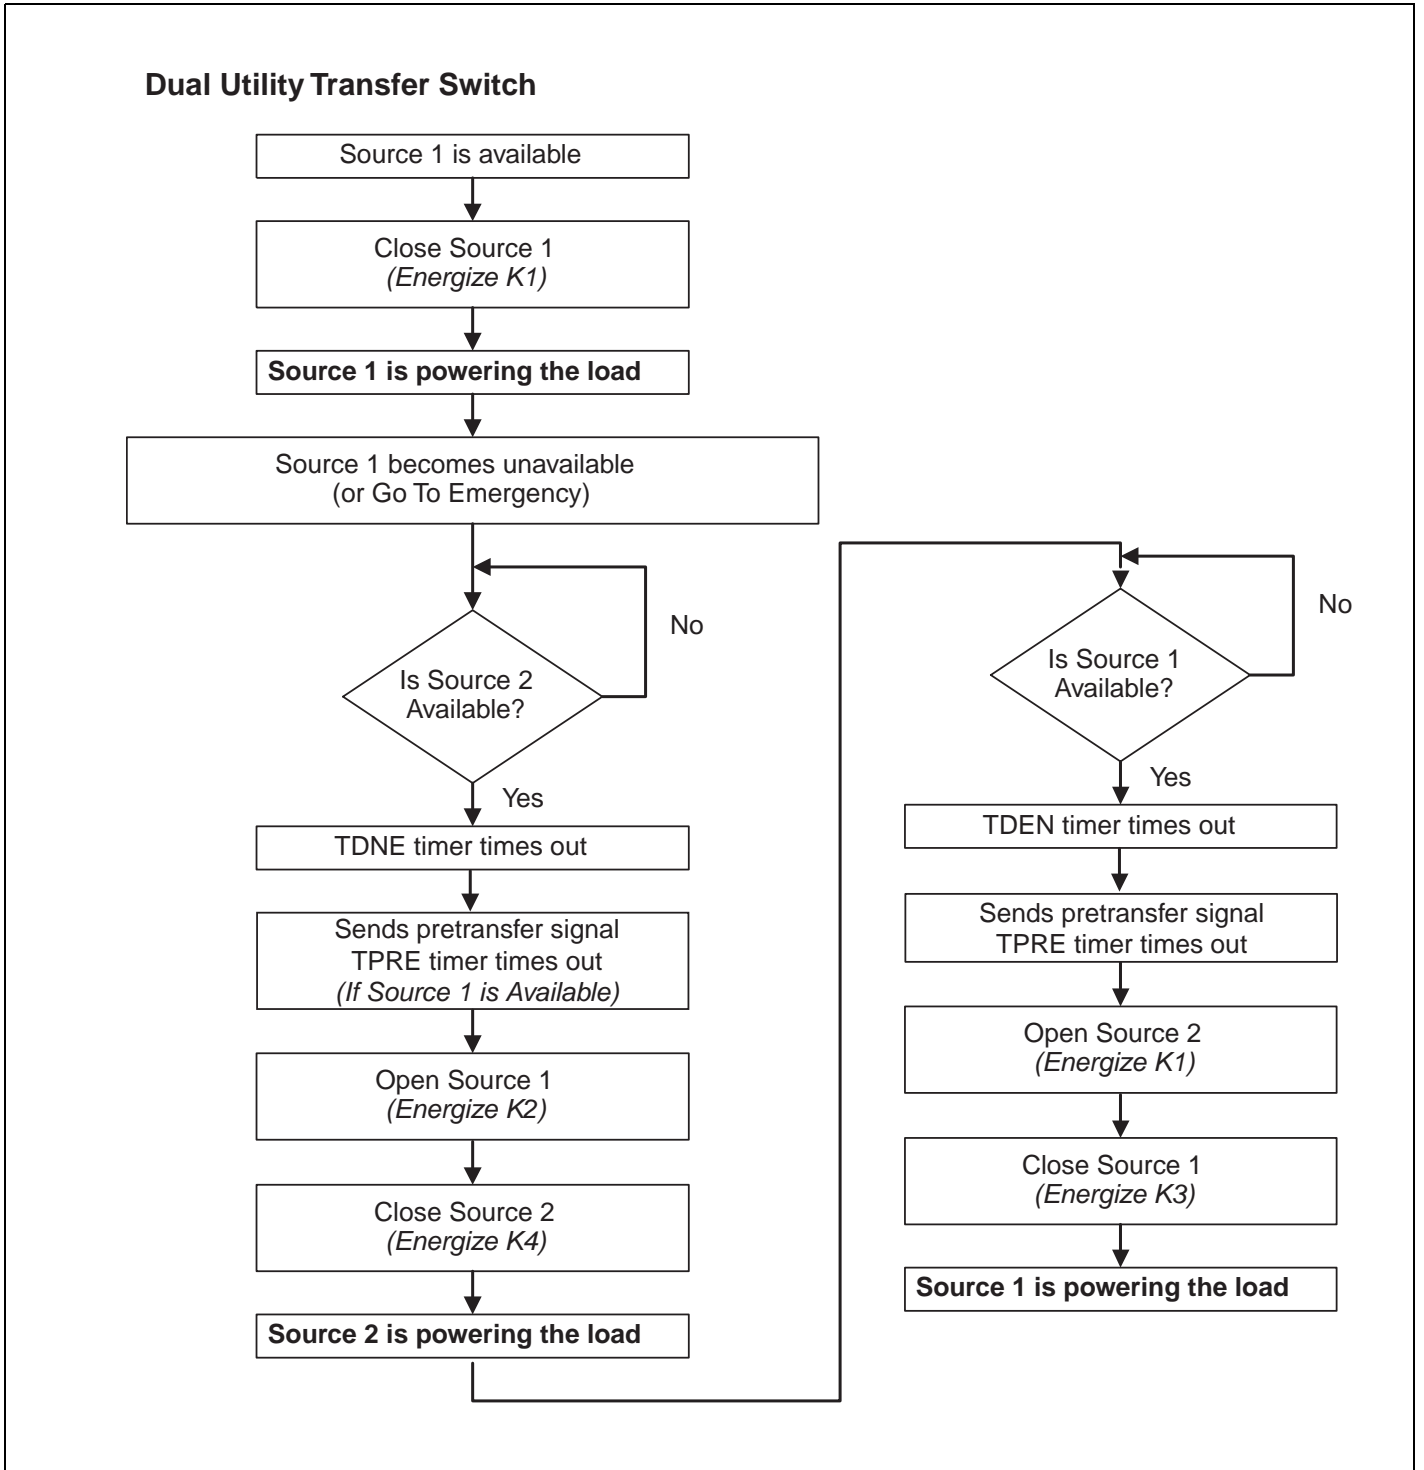 Dual Utility Transfer Switch
Source 1 is available
Close Source 1
(Energize K1)
Source 1 is powering the load
Source 1 becomes unavailable
(or Go To Emergency)
No
Is Source 2
Available?
Yes
TDNE timer times out
Sends pretransfer signal
TPRE timer times out
(If Source 1 is Available)
Open Source 1
(Energize K2)
Close Source 2
(Energize K4)
Source 2 is powering the load
No
Is Source 1
Available?
Yes
TDEN timer times out
Sends pretransfer signal
TPRE timer times out
Open Source 2
(Energize K1)
Close Source 1
(Energize K3)
Source 1 is powering the load